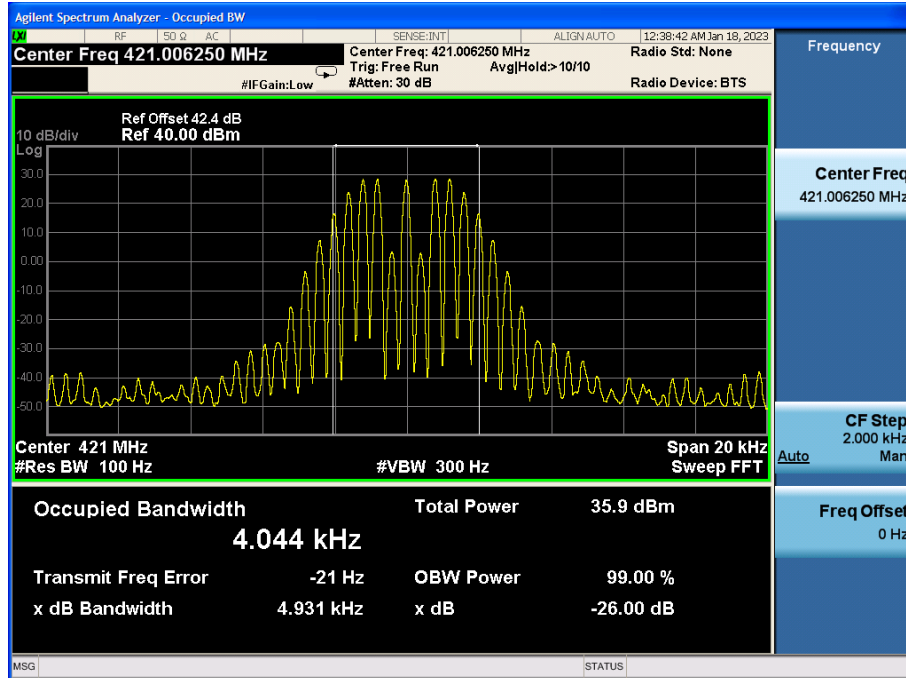 Agilent Spectrum Analyzer - Occupied BW
LXI RF 50 Ω AC SENSE:INT ALIGN AUTO 12:38:42 AM Jan 18, 2023
Center Freq 421.006250 MHz
Center Freq: 421.006250 MHz
Radio Std: None
Trig: Free Run Avg|Hold:>10/10
#IFGain:Low
#Atten: 30 dB
Radio Device: BTS
Ref Offset 42.4 dB
10 dB/div Ref 40.00 dBm
Log
30.0
20.0
10.0
0.00
-10.0
-20.0
-30.0
-40.0
-50.0
Center 421 MHz
Span 20 kHz
#Res BW 100 Hz
#VBW 300 Hz
Sweep FFT
Occupied Bandwidth
4.044 kHz
Total Power 35.9 dBm
Transmit Freq Error -21 Hz
OBW Power 99.00 %
x dB Bandwidth 4.931 kHz
x dB -26.00 dB
MSG
STATUS
Frequency
Center Freq
421.006250 MHz
CF Step
2.000 kHz
Auto Man
Freq Offset
0 Hz